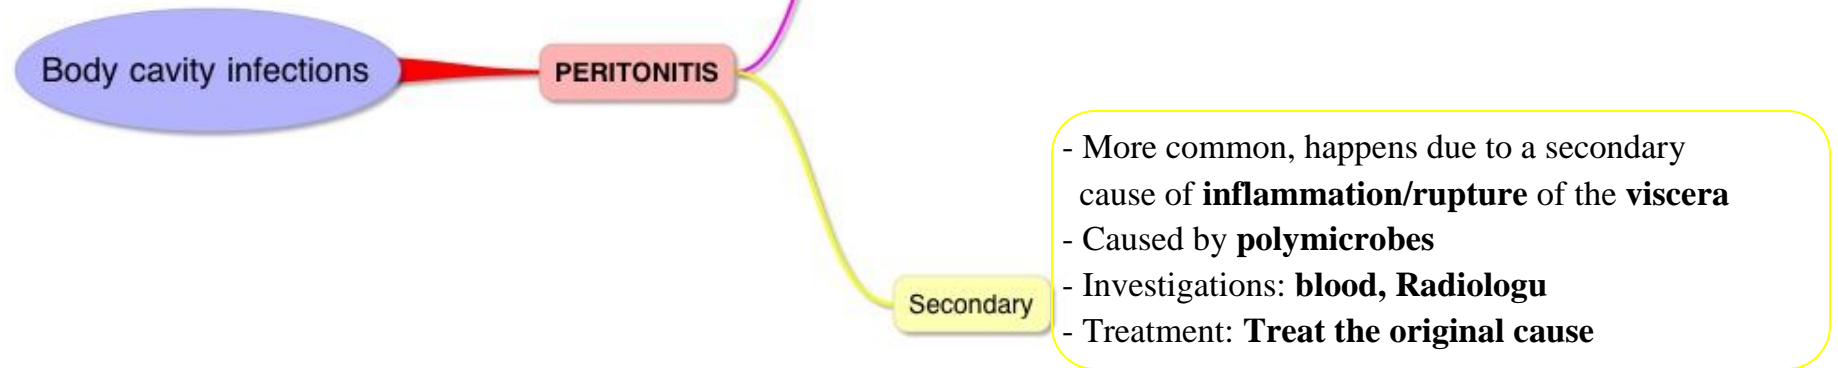 Body cavity infections
PERITONITIS
Secondary
- More common, happens due to a secondary
cause of inflammation/rupture of the viscera
- Caused by polymicrobes
- Investigations: blood, Radiologu
- Treatment: Treat the original cause